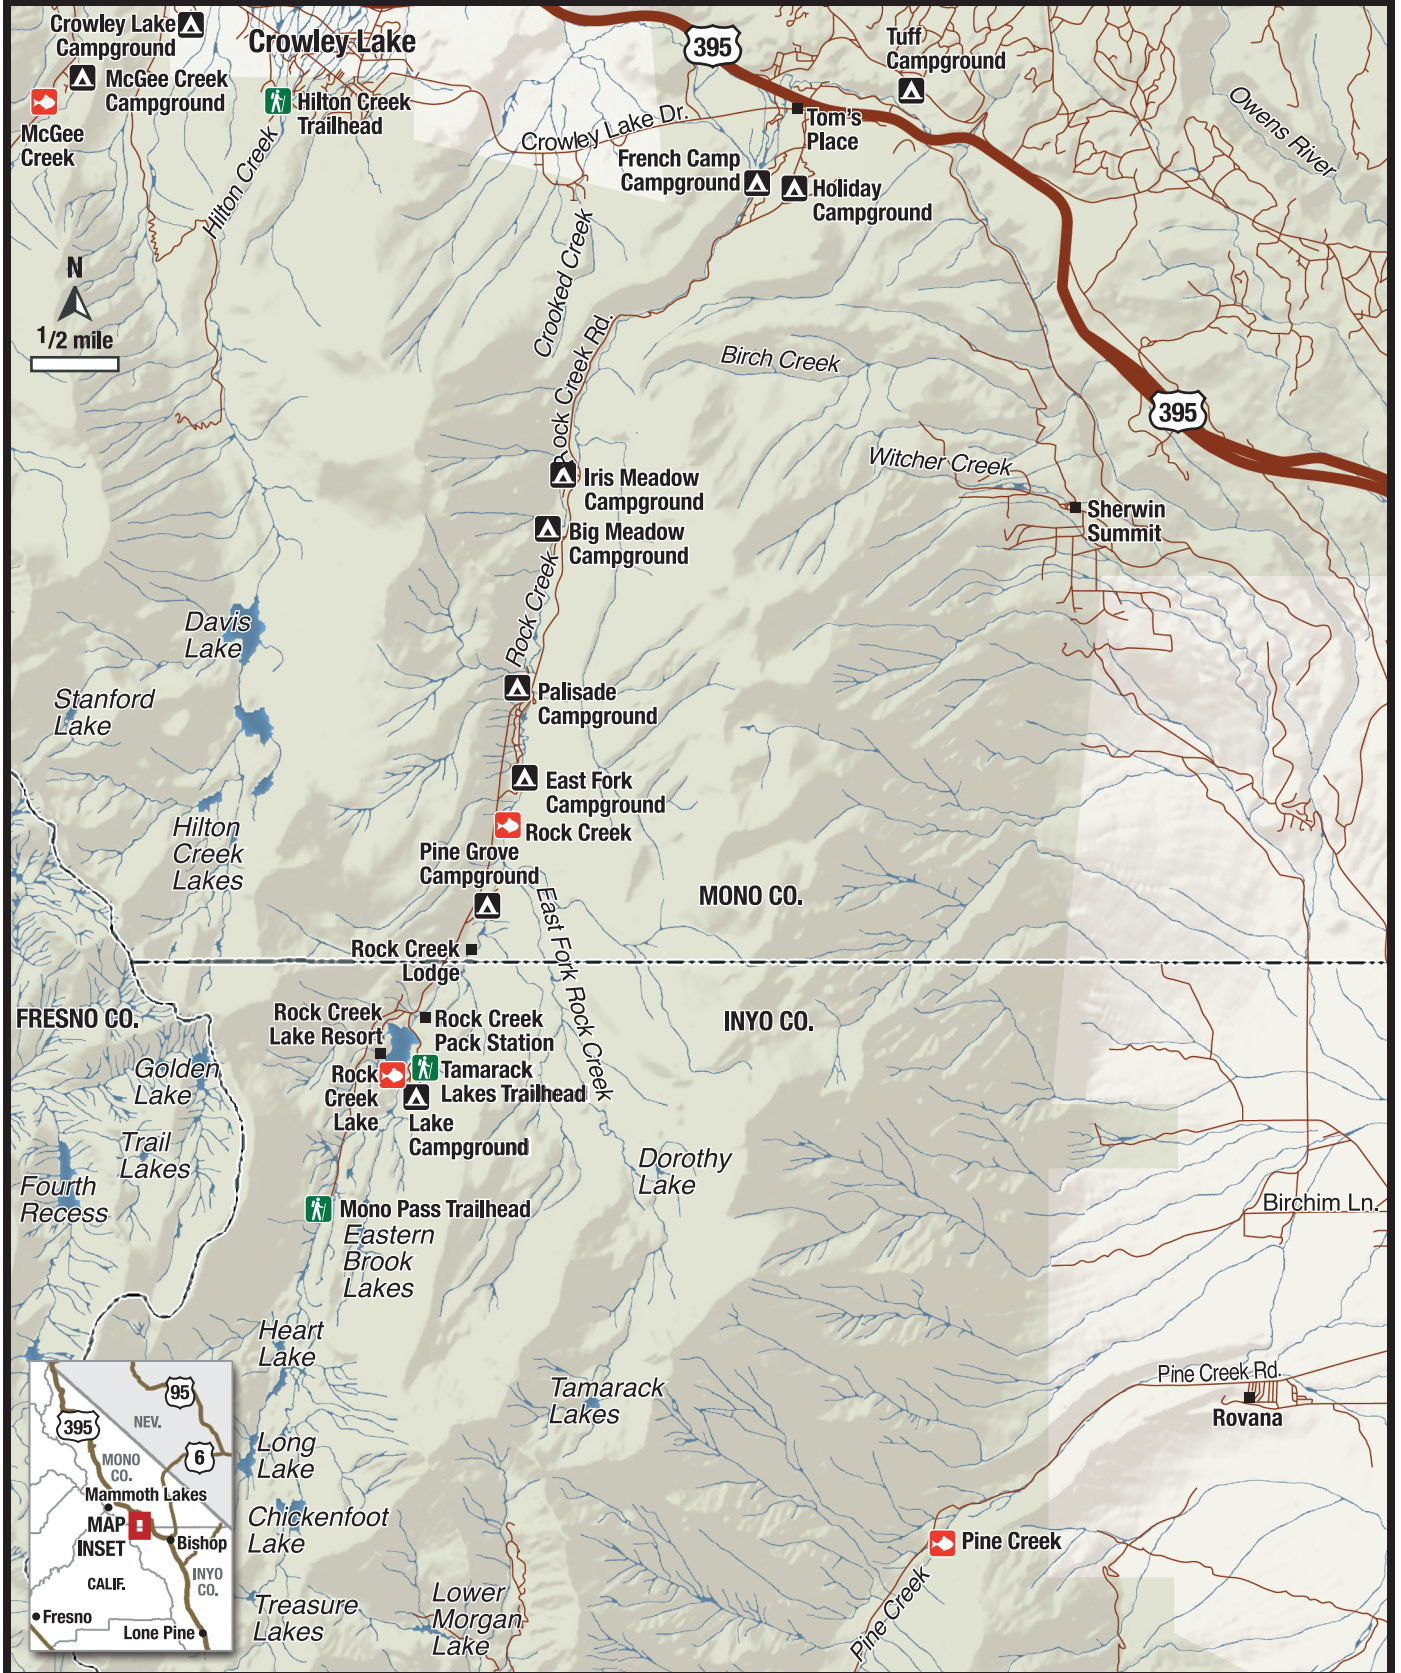 Crowley Lake
Campground
Crowley Lake
McGee Creek
Campground
McGee
Creek
Hilton Creek
Trailhead
Hilton Creek
395
Tuff
Campground
Owens River
Crowley Lake Dr.
Tom's
Place
French Camp
Campground
Holiday
Campground
N
1/2 mile
Crooked Creek
Rock Creek Rd.
Birch Creek
395
Witcher Creek
Iris Meadow
Campground
Sherwin
Summit
Big Meadow
Campground
Rock Creek
Davis
Lake
Stanford
Lake
Palisade
Campground
East Fork
Campground
Rock Creek
Hilton
Creek
Lakes
Pine Grove
Campground
East Fork Rock Creek
MONO CO.
Rock Creek
Lodge
FRESNO CO.
INYO CO.
Rock Creek
Lake Resort
Rock Creek
Pack Station
Golden
Lake
Rock
Creek
Lake
Tamarack
Lakes Trailhead
Lake
Campground
Trail
Lakes
Fourth
Recess
Dorothy
Lake
Mono Pass Trailhead
Eastern
Brook
Lakes
Birchim Ln.
Heart
Lake
Pine Creek Rd.
Rovana
Tamarack
Lakes
Long
Lake
Chickenfoot
Lake
Pine Creek
Pine Creek
Treasure
Lakes
Lower
Morgan
Lake
95
395
NEV.
6
MONO
CO.
Mammoth Lakes
MAP
INSET
Bishop
INYO
CO.
CALIF.
Fresno
Lone Pine